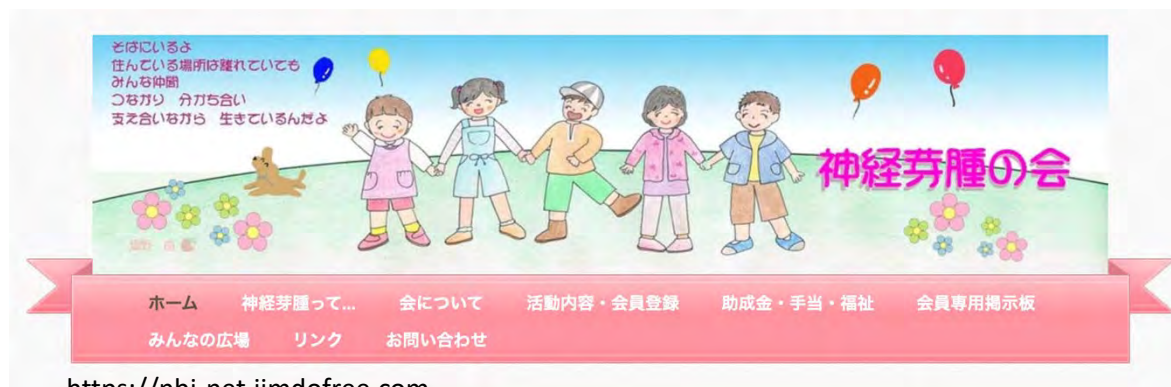 そばにいるよ
住んでいる場所は離れていても
みんな仲間
つながり 分かち合い
支え合いながら 生きているんだよ
神経芽腫の会
ホーム 神経芽腫って... 会について 活動内容・会員登録 助成金・手当・福祉 会員専用掲示板
みんなの広場 リンク お問い合わせ
https://nbj-net.jimdofree.com